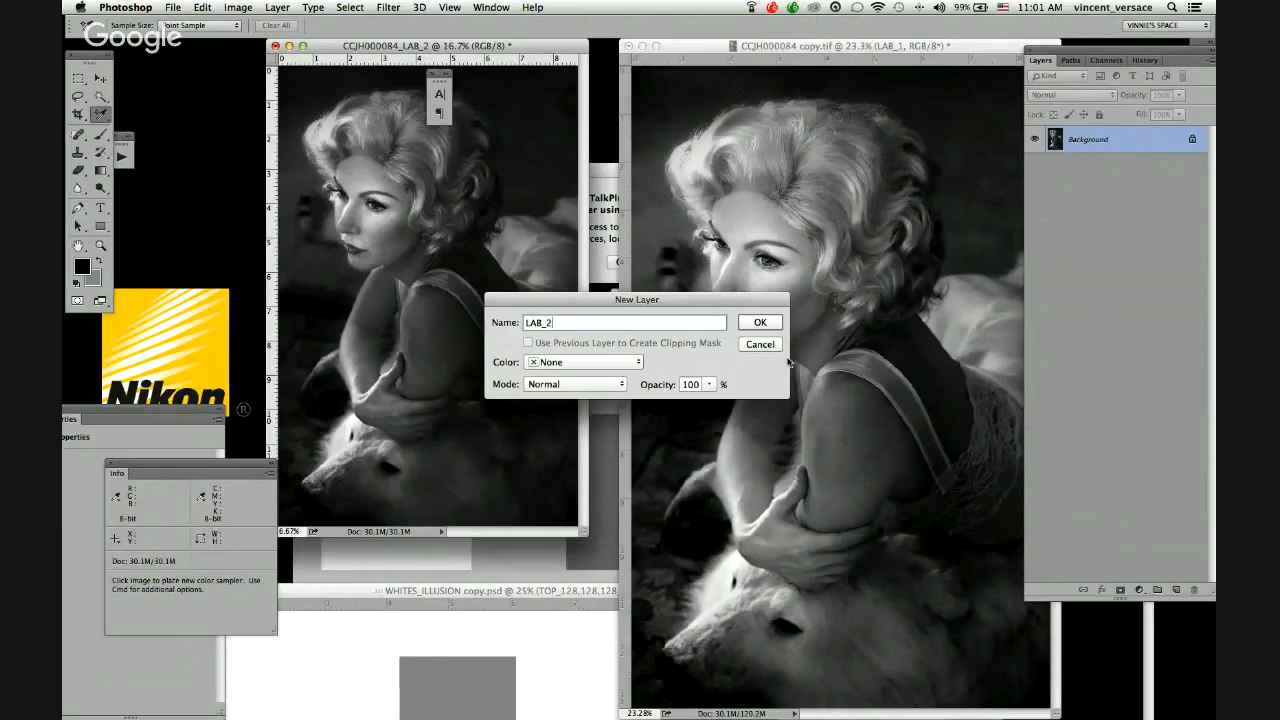 Photoshop File Edit Image Layer Type Select Filter 3D View Window Help 99% 11:01 AM vincent_versace
Sample Size: Point Sample Clear All VINNIE'S SPACE
Google
CCJH000084_LAB_2 @ 16.7% (RGB/8) *
CCJH000084 copy.tif @ 23.3% (LAB_1, RGB/8*) *
Layers Paths Channels History
Kind
Normal Opacity: 100%
Lock: Fill: 100%
Background
New Layer
Name: LAB_2 OK
Use Previous Layer to Create Clipping Mask Cancel
Color: None
Mode: Normal Opacity: 100 %
Nikon ®
Info
R: C:
G: M:
B: Y:
K:
8-bit 8-bit
X: W:
Y: H:
Doc: 30.1M/30.1M
Click image to place new color sampler. Use
Cmd for additional options.
6.67% Doc: 30.1M/30.1M
WHITES_ILLUSION copy.psd @ 25% (TOP_128,128,128,
23.28% Doc: 30.1M/120.2M